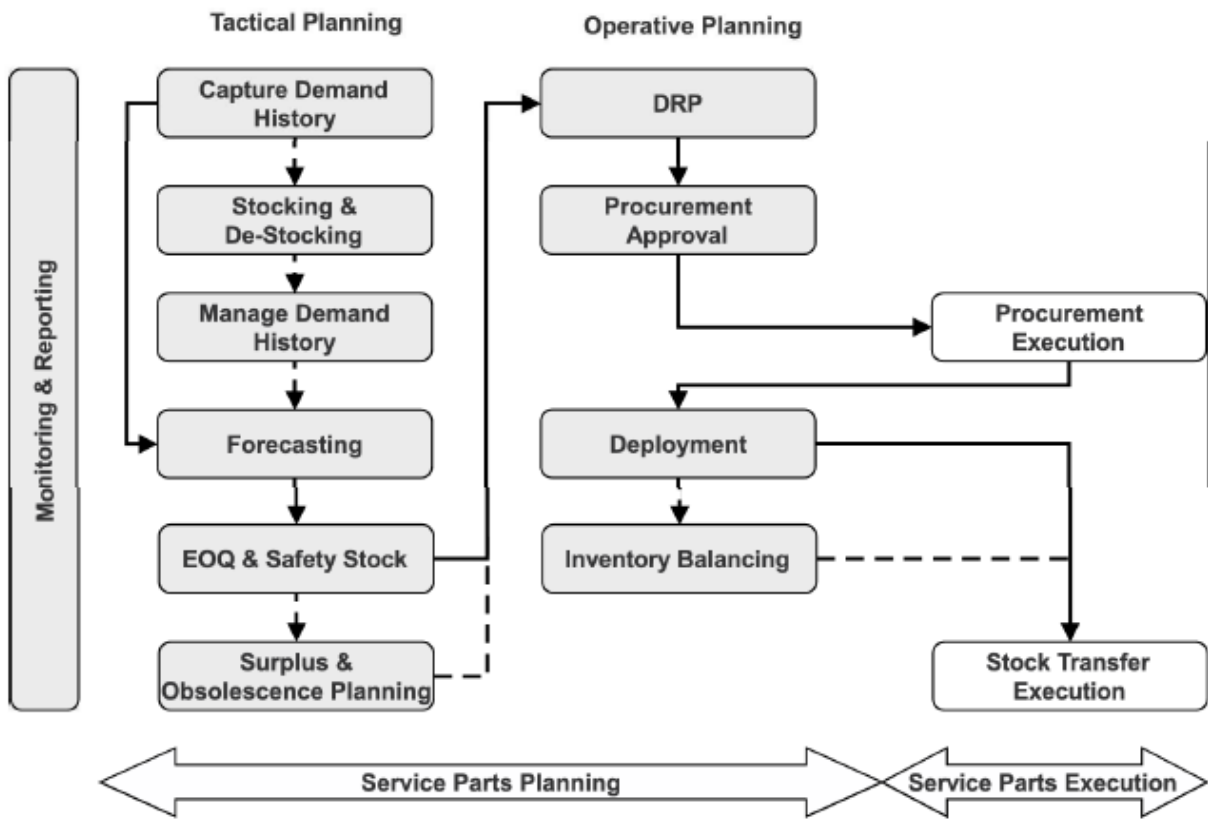 Tactical Planning
Operative Planning
Monitoring & Reporting
Capture Demand
History
Stocking &
De-Stocking
Manage Demand
History
Forecasting
EOQ & Safety Stock
Surplus &
Obsolescence Planning
DRP
Procurement
Approval
Deployment
Inventory Balancing
Procurement
Execution
Stock Transfer
Execution
Service Parts Planning
Service Parts Execution